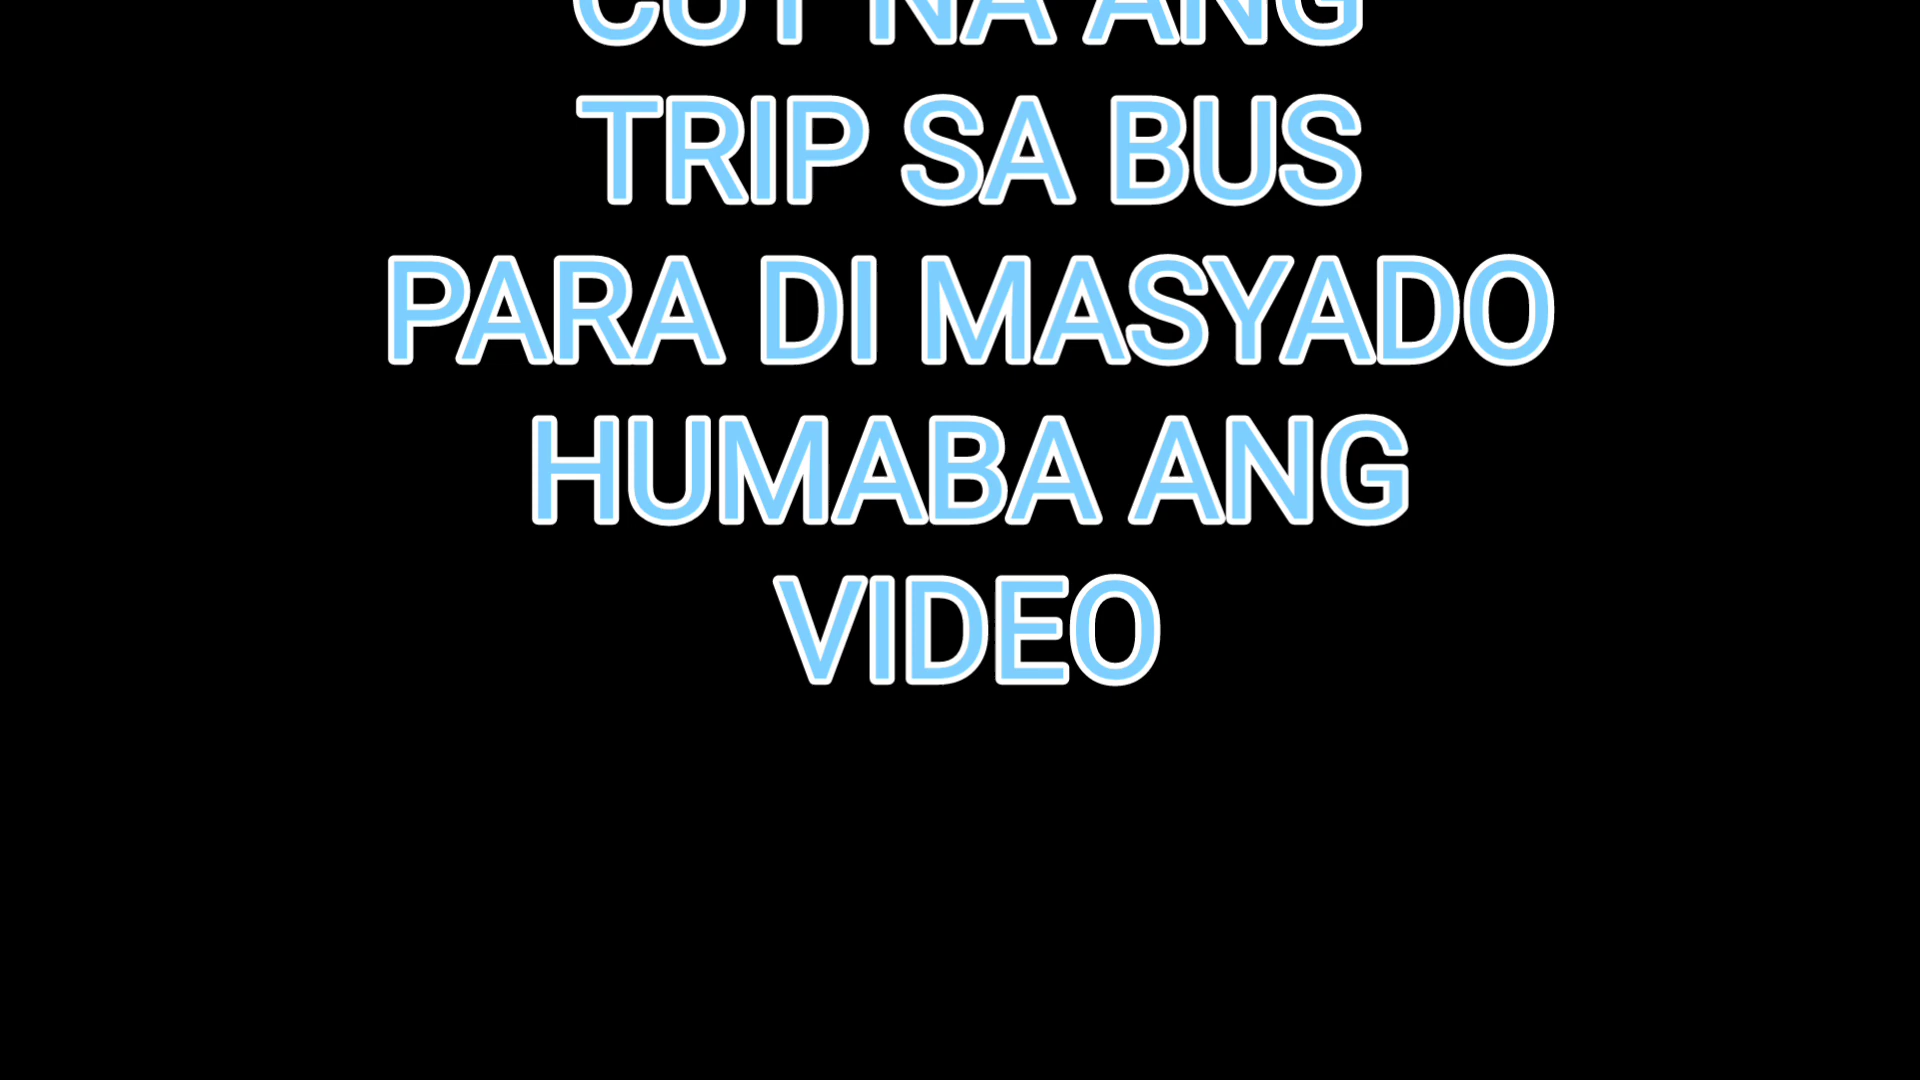 CUT NA ANG
TRIP SA BUS
PARA DI MASYADO
HUMABA ANG
VIDEO